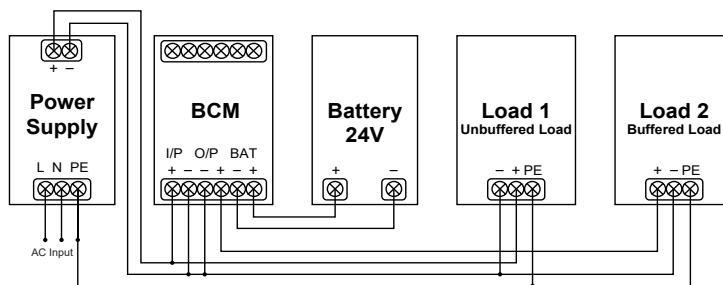 + –
Power
Supply
L N PE
AC Input
BCM
I/P O/P BAT
+ – – + – +
Battery
24V
+ –
Load 1
Unbuffered Load
– + PE
Load 2
Buffered Load
+ – PE